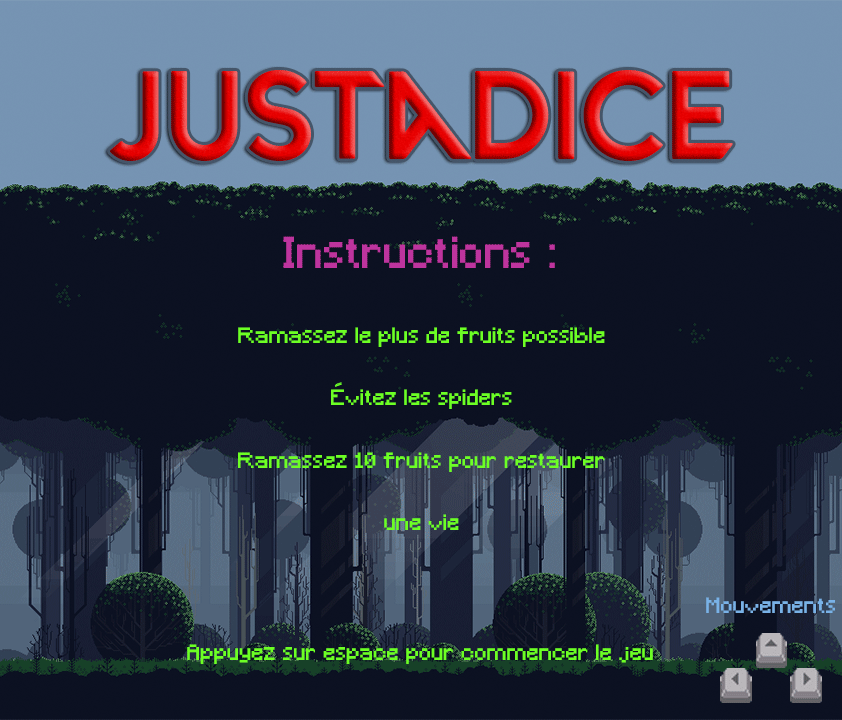 JUSTADICE
Instructions :
Ramassez le plus de fruits possible
Évitez les spiders
Ramassez 10 fruits pour restaurer
une vie
Mouvements
Appuyez sur espace pour commencer le jeu